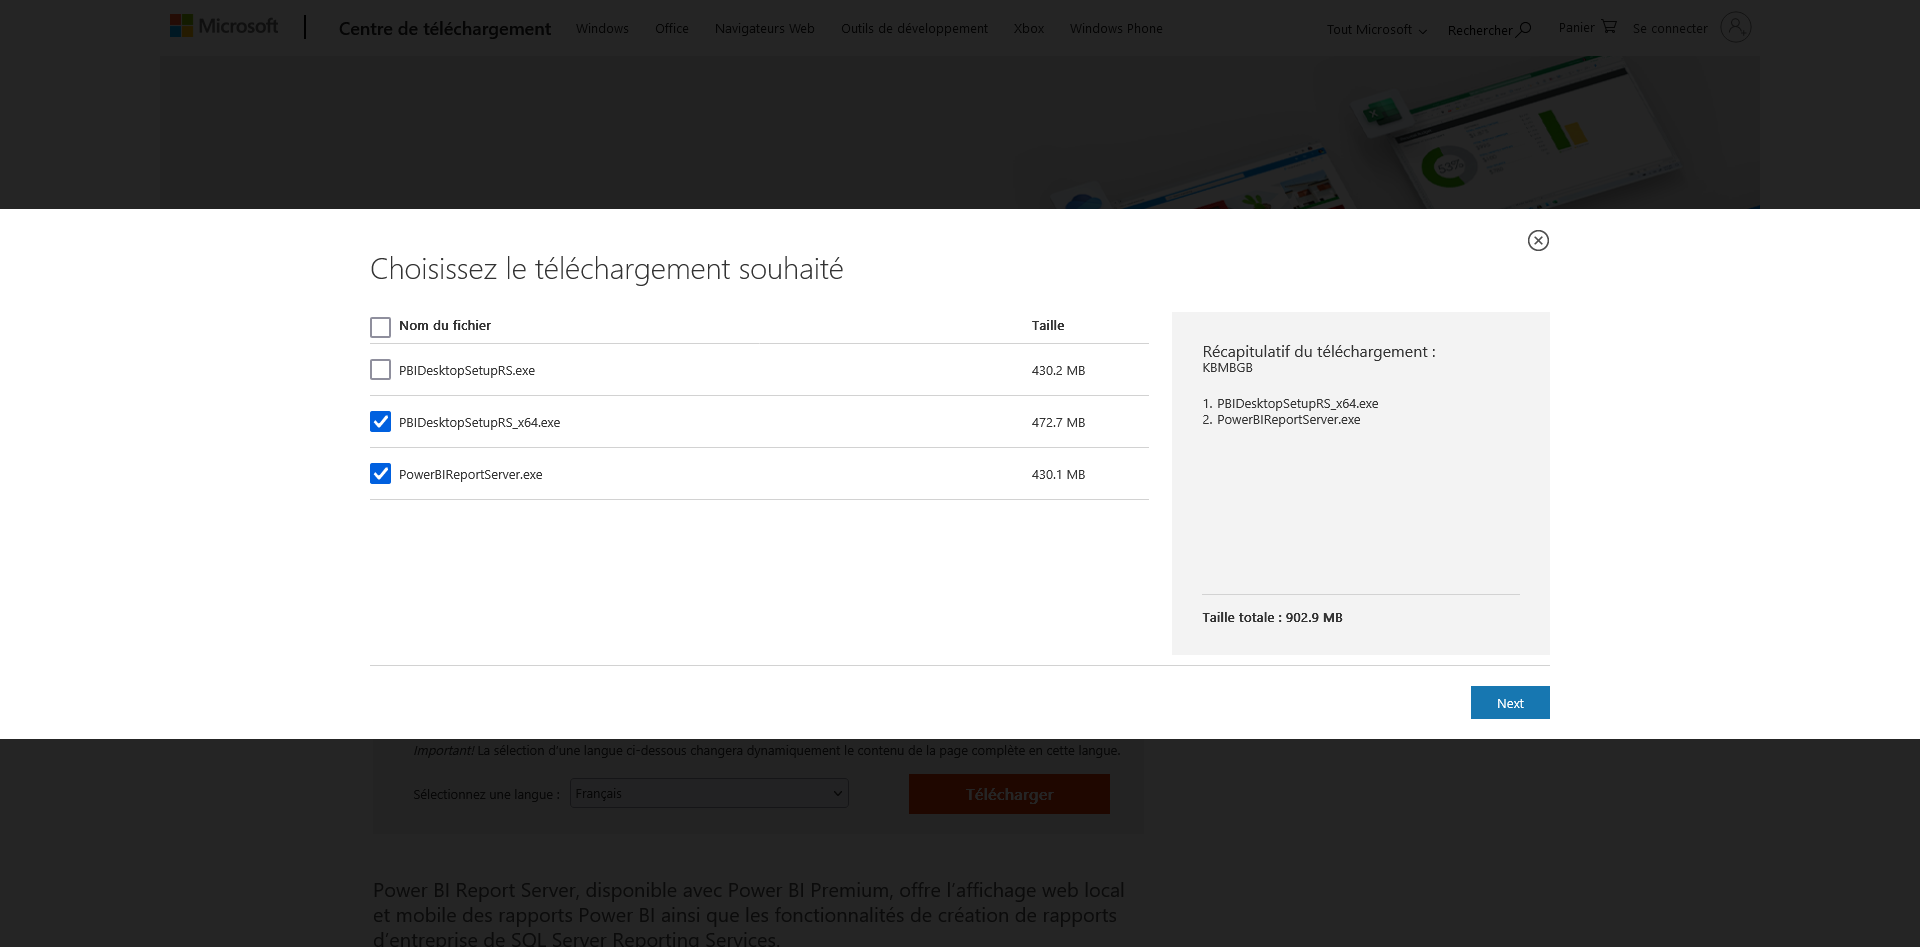 Microsoft
Centre de téléchargement
Windows
Office
Navigateurs Web
Outils de développement
Xbox
Windows Phone
Tout Microsoft
Rechercher
Panier
Se connecter
53%
Choisissez le téléchargement souhaité
Nom du fichier
Taille
PBIDesktopSetupRS.exe
430.2 MB
PBIDesktopSetupRS_x64.exe
472.7 MB
PowerBIReportServer.exe
430.1 MB
Récapitulatif du téléchargement :
KBMBGB
1. PBIDesktopSetupRS_x64.exe
2. PowerBIReportServer.exe
Taille totale : 902.9 MB
Next
Important! La sélection d'une langue ci-dessous changera dynamiquement le contenu de la page complète en cette langue.
Sélectionnez une langue :
Français
Télécharger
Power BI Report Server, disponible avec Power BI Premium, offre l'affichage web local
et mobile des rapports Power BI ainsi que les fonctionnalités de création de rapports
d'entreprise de SQL Server Reporting Services.